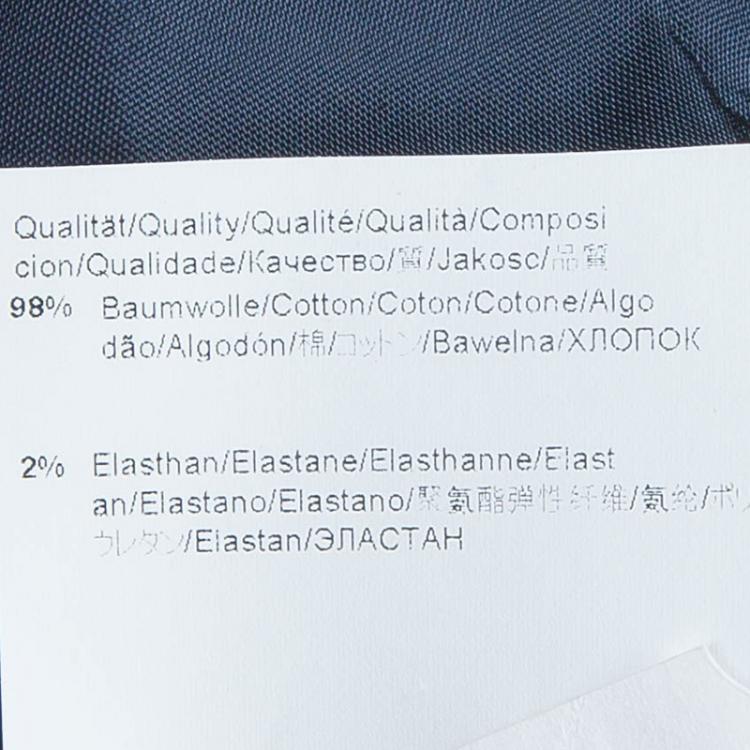 Qualität/Quality/Qualité/Qualità/Composi
cion/Qualidade/Качество/質/Jakosc/品質
98% Baumwolle/Cotton/Coton/Cotone/Algo
dão/Algodón/棉/コットン/Bawelna/ХЛОПОК
2% Elasthan/Elastane/Elasthanne/Elast
an/Elastano/Elastano/聚氨酯弹性纤维/氨纶/ポリ
ウレタン/Elastan/ЭЛАСТАН